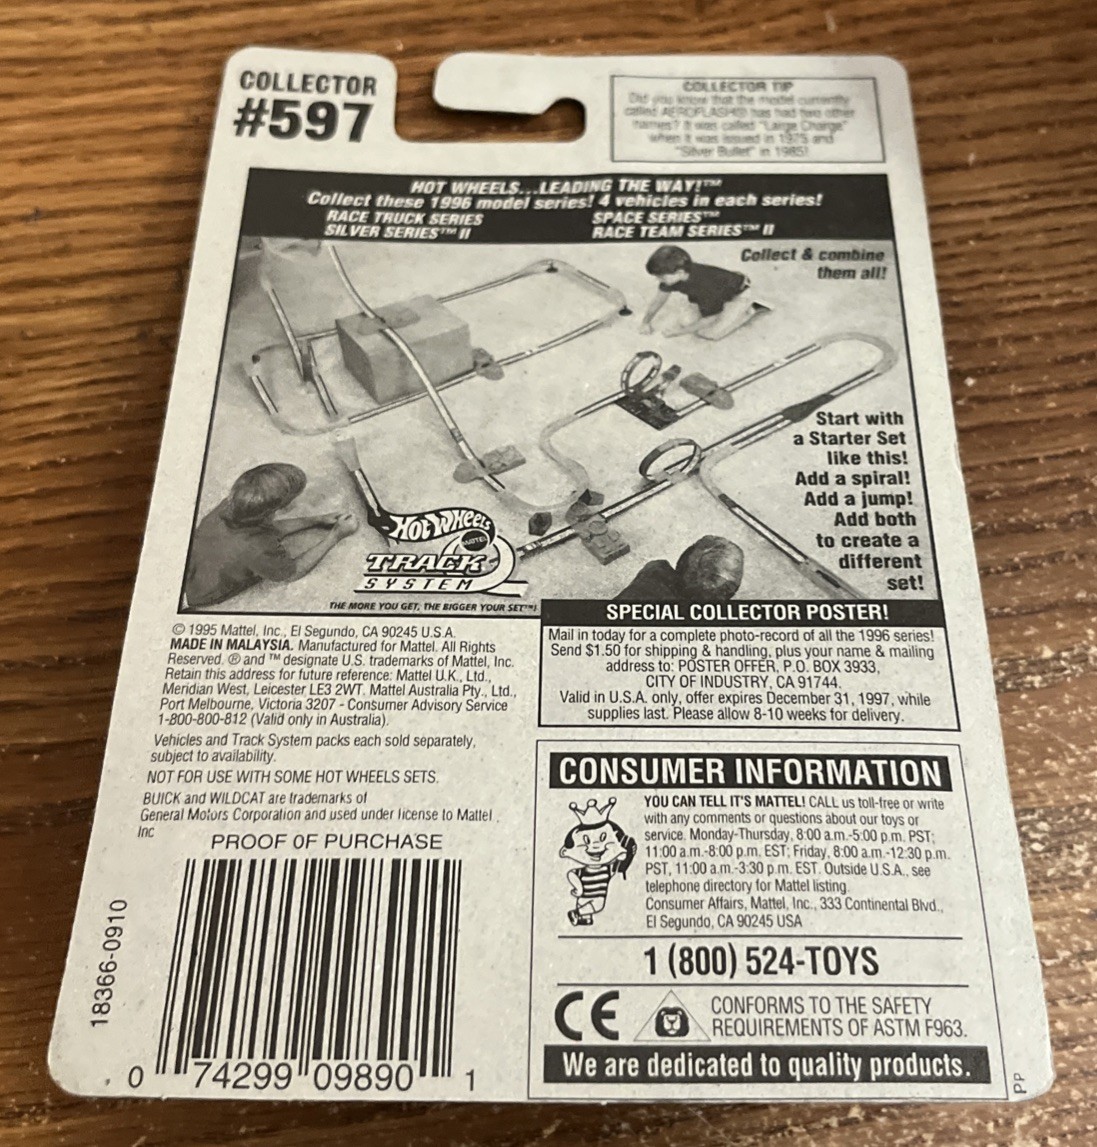 COLLECTOR
#597
COLLECTOR TIP
Did you know that the model currently
called AEROFLASH® has had two other
names? It was called "Large Charge"
when it was issued in 1975 and
"Silver Bullet" in 1985!
HOT WHEELS...LEADING THE WAY!™
Collect these 1996 model series! 4 vehicles in each series!
RACE TRUCK SERIES
SILVER SERIES™ II
SPACE SERIES™
RACE TEAM SERIES™ II
Collect & combine
them all!
Start with
a Starter Set
like this!
Add a spiral!
Add a jump!
Add both
to create a
different
set!
Hot Wheels
MATTEL
TRACK
SYSTEM
THE MORE YOU GET, THE BIGGER YOUR SET™!
© 1995 Mattel, Inc., El Segundo, CA 90245 U.S.A.
MADE IN MALAYSIA. Manufactured for Mattel. All Rights
Reserved. ® and ™ designate U.S. trademarks of Mattel, Inc.
Retain this address for future reference: Mattel U.K., Ltd.,
Meridian West, Leicester LE3 2WT. Mattel Australia Pty., Ltd.,
Port Melbourne, Victoria 3207 - Consumer Advisory Service
1-800-800-812 (Valid only in Australia).
Vehicles and Track System packs each sold separately,
subject to availability.
NOT FOR USE WITH SOME HOT WHEELS SETS.
BUICK and WILDCAT are trademarks of
General Motors Corporation and used under license to Mattel ,
Inc
PROOF OF PURCHASE
18366-0910
0 74299 09890 1
SPECIAL COLLECTOR POSTER!
Mail in today for a complete photo-record of all the 1996 series!
Send $1.50 for shipping & handling, plus your name & mailing
address to: POSTER OFFER, P.O. BOX 3933,
CITY OF INDUSTRY, CA 91744.
Valid in U.S.A. only, offer expires December 31, 1997, while
supplies last. Please allow 8-10 weeks for delivery.
CONSUMER INFORMATION
YOU CAN TELL IT'S MATTEL! CALL us toll-free or write
with any comments or questions about our toys or
service. Monday-Thursday, 8:00 a.m.-5:00 p.m. PST;
11:00 a.m.-8:00 p.m. EST; Friday, 8:00 a.m.-12:30 p.m.
PST, 11:00 a.m.-3:30 p.m. EST. Outside U.S.A., see
telephone directory for Mattel listing.
Consumer Affairs, Mattel, Inc., 333 Continental Blvd.,
El Segundo, CA 90245 USA
1 (800) 524-TOYS
CE
CONFORMS TO THE SAFETY
REQUIREMENTS OF ASTM F963.
We are dedicated to quality products.
PP